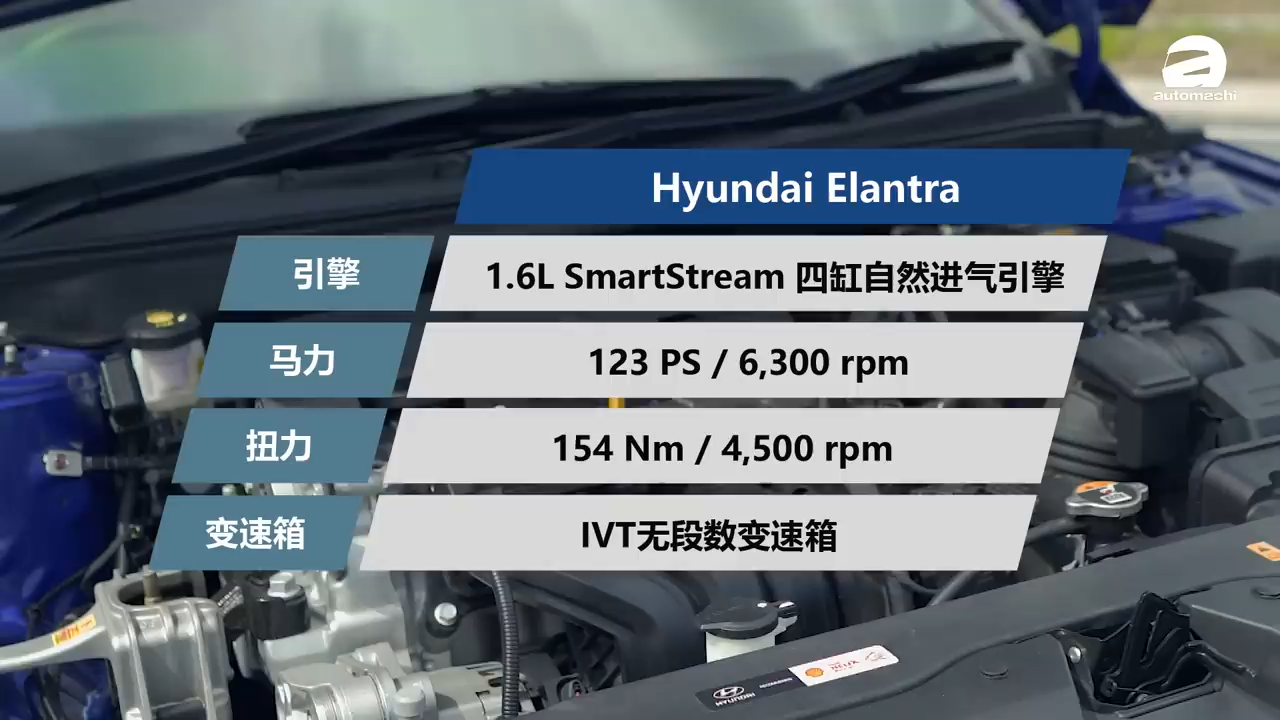 automachi
Hyundai Elantra
引擎
1.6L SmartStream 四缸自然进气引擎
马力
123 PS / 6,300 rpm
扭力
154 Nm / 4,500 rpm
变速箱
IVT无段数变速箱
HYUNDAI
HELIX